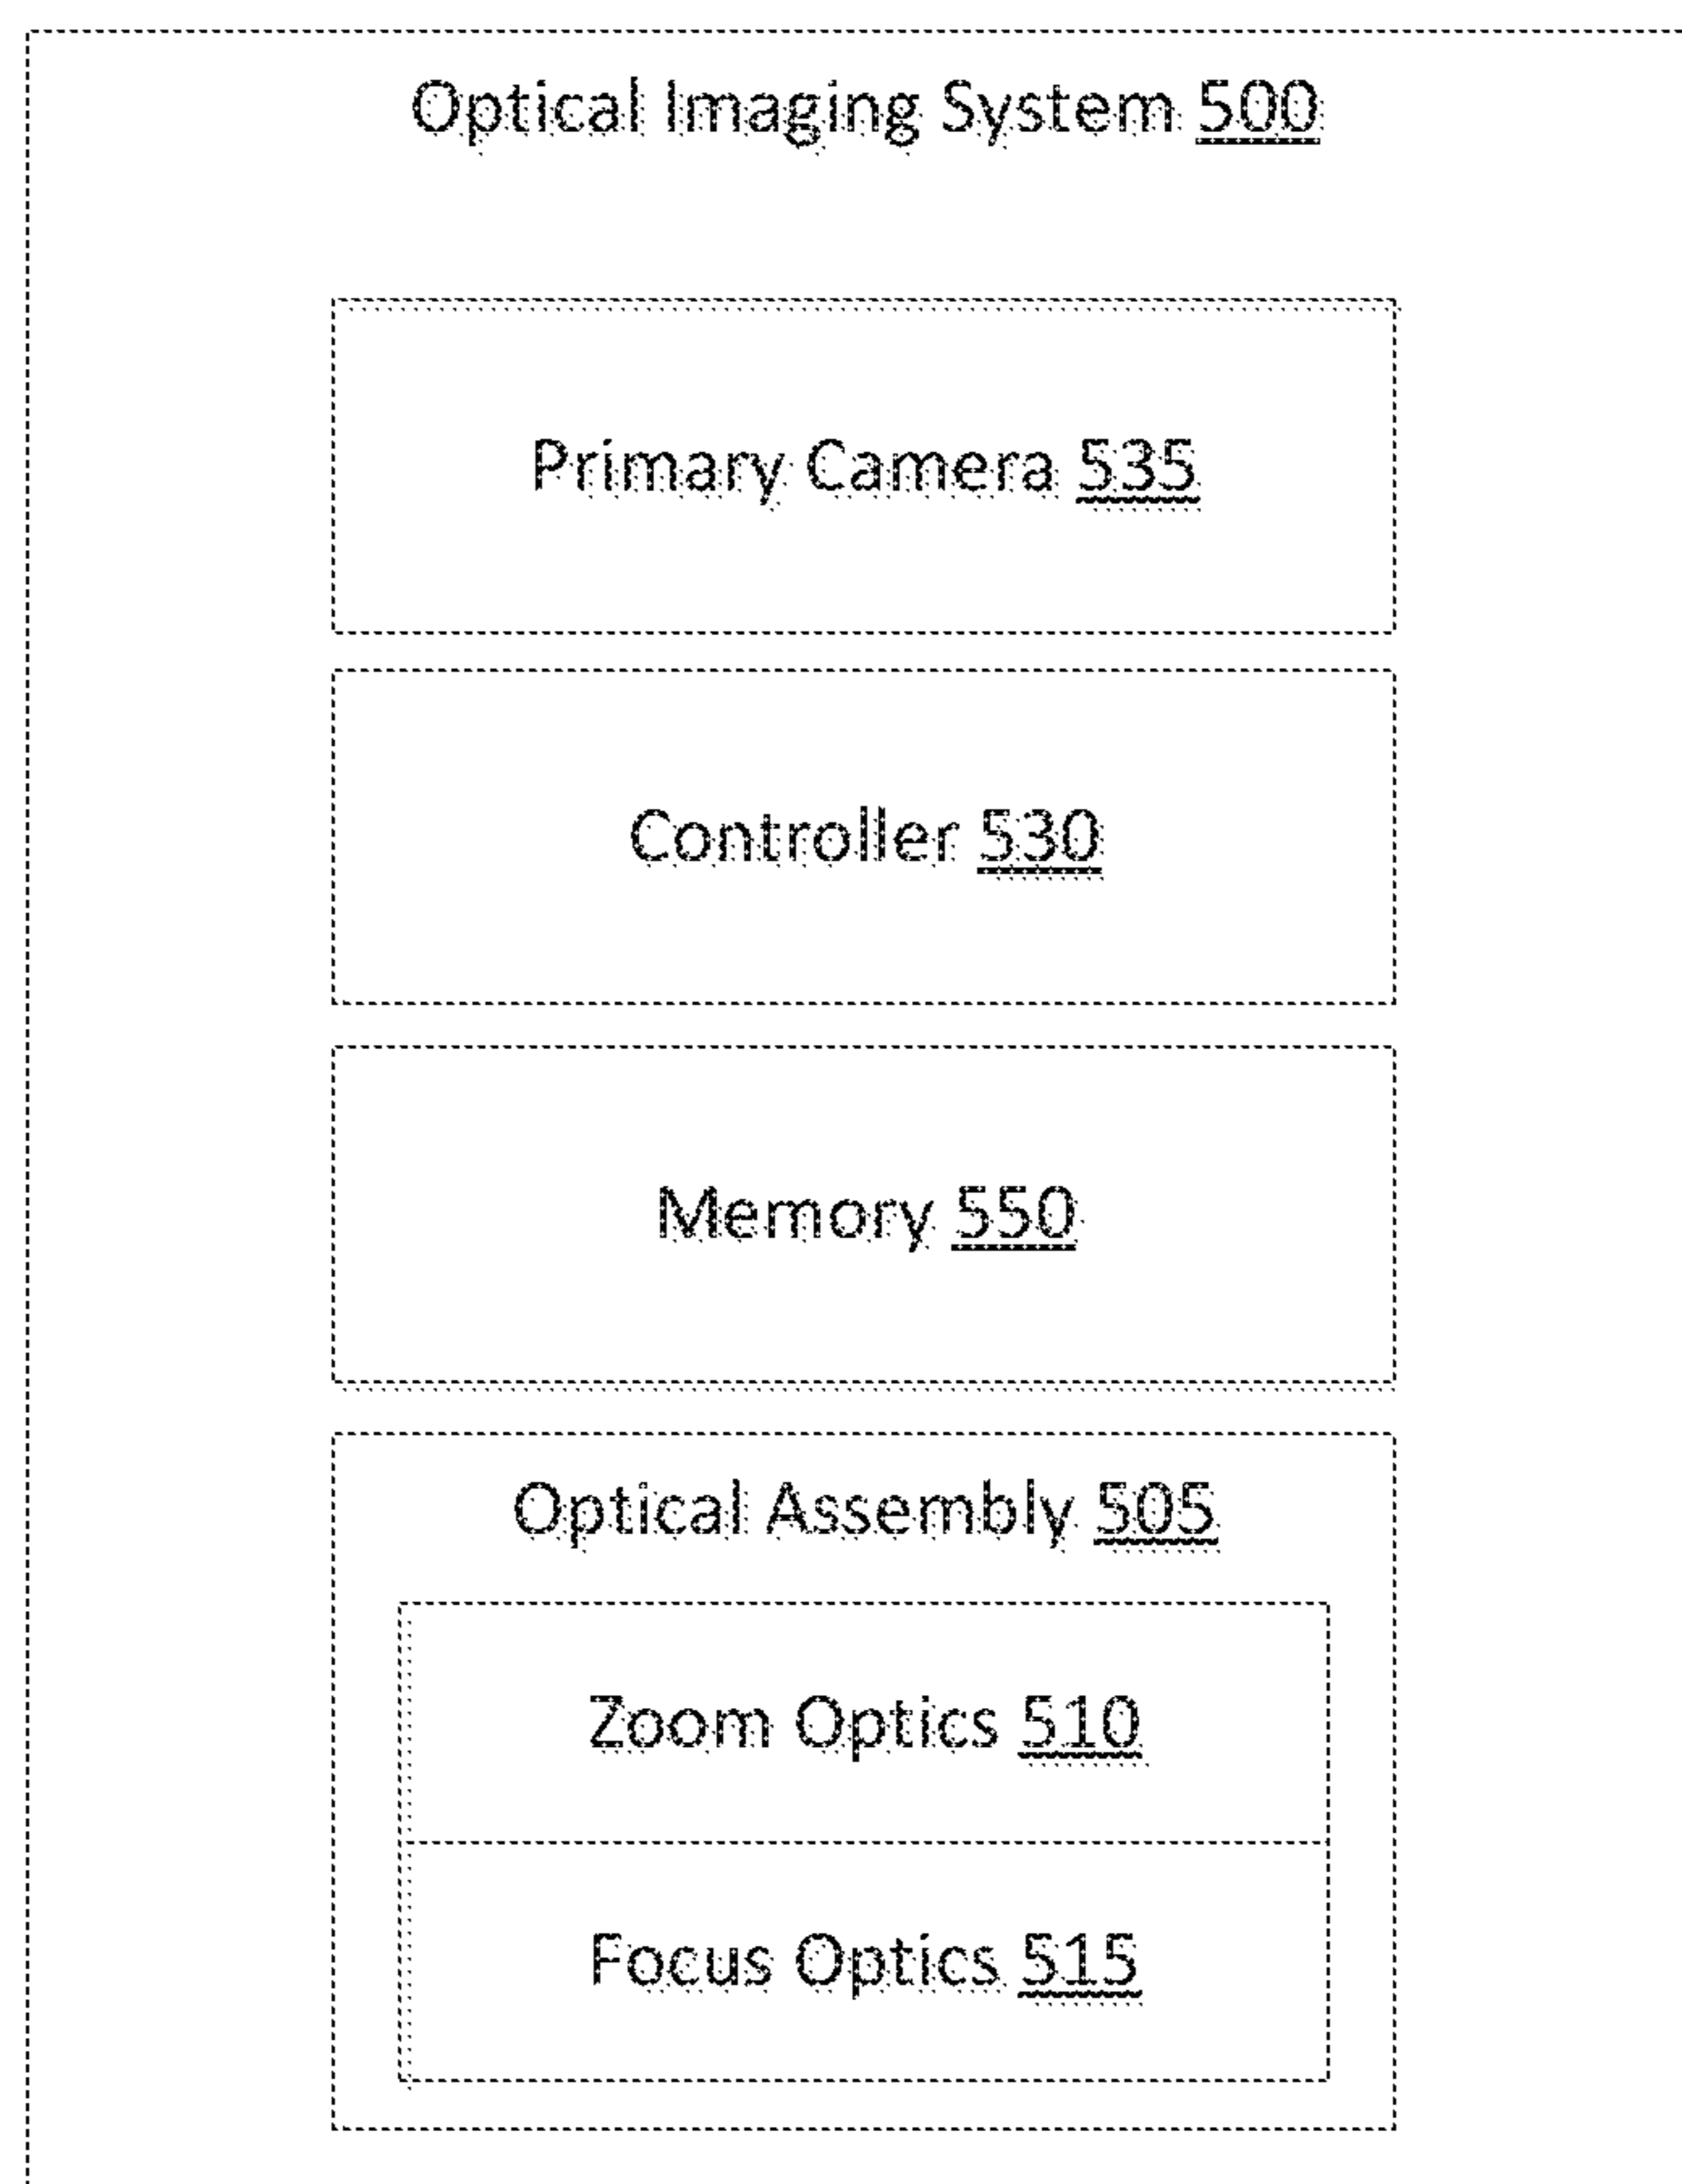 Optical Imaging System 500
Primary Camera 535
Controller 530
Memory 550
Optical Assembly 505
Zoom Optics 510
Focus Optics 515